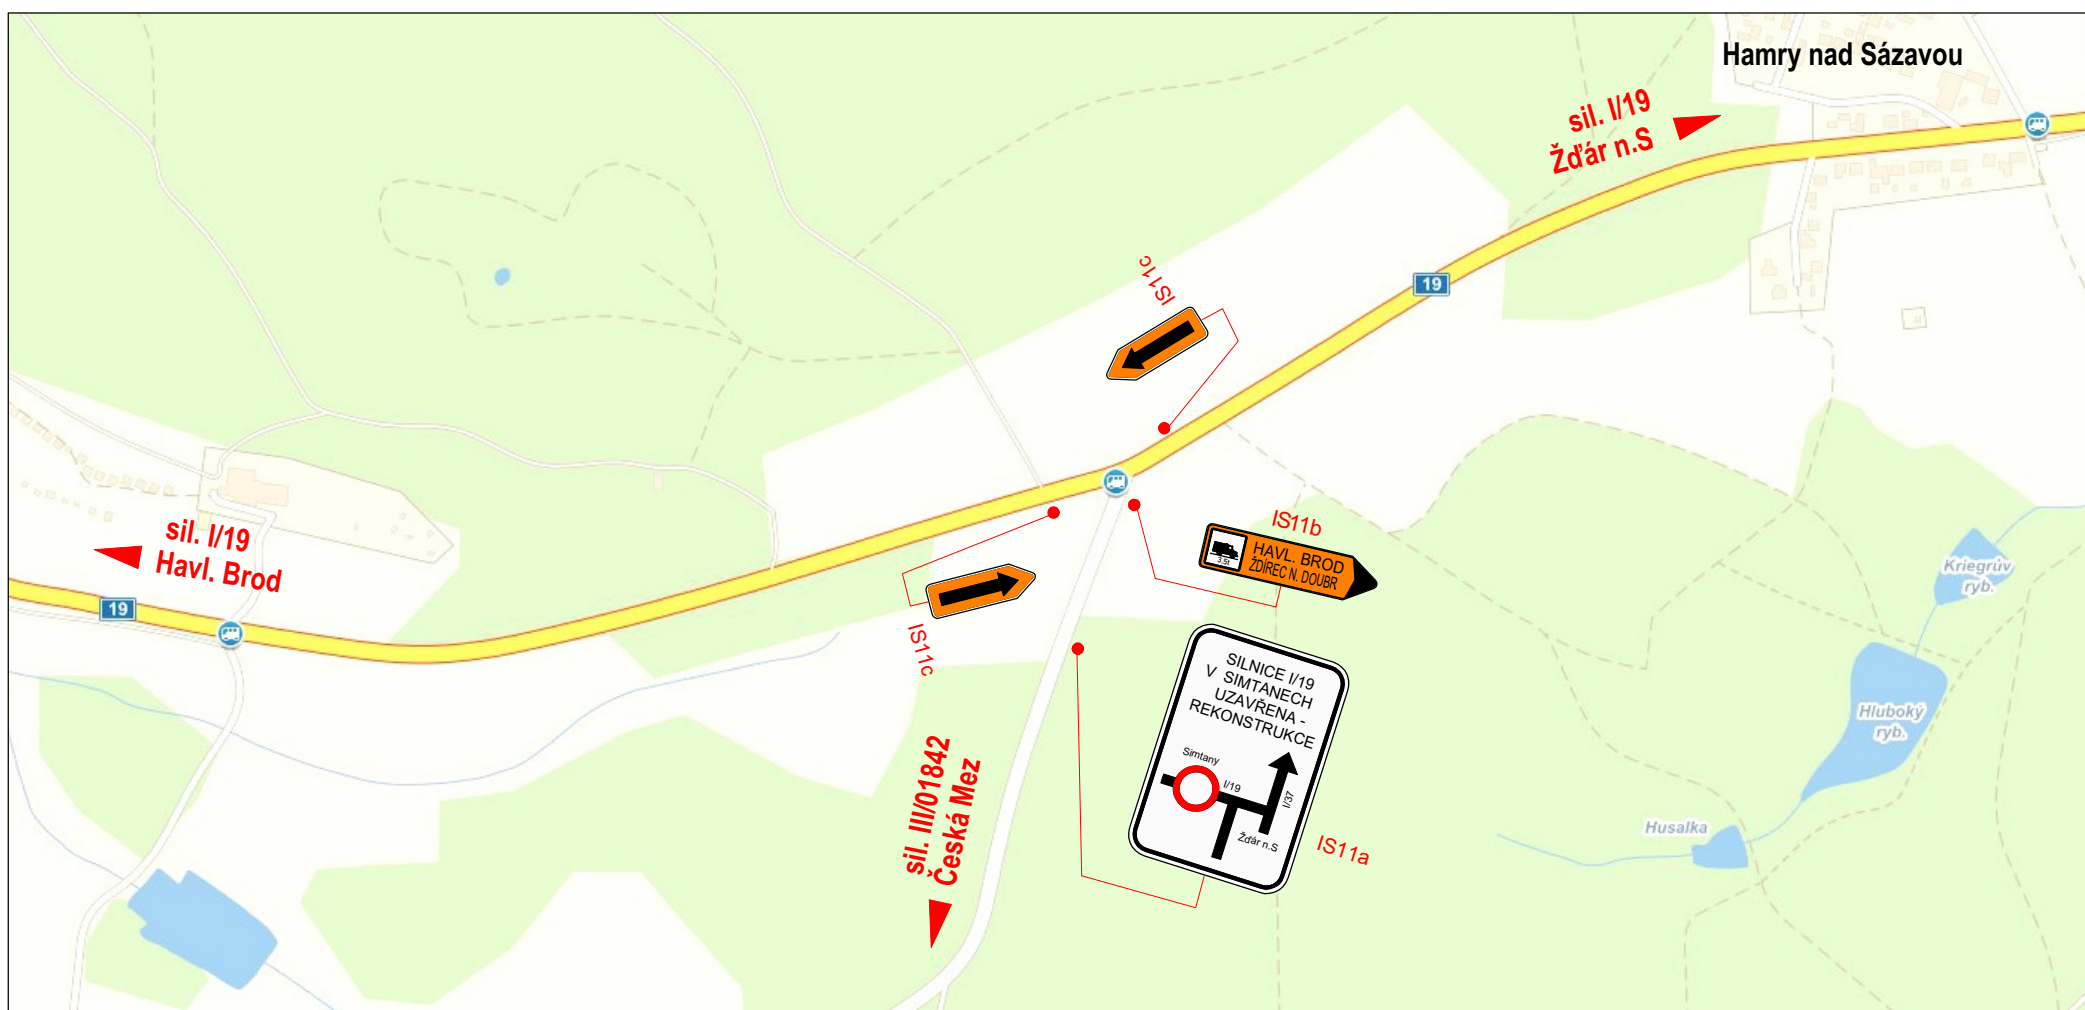 Hamry nad Sázavou
sil. I/19
Žďár n.S
19
IS11c
sil. I/19
Havl. Brod
19
IS11b
3,5t
HAVL. BROD
ŽDÍREC N. DOUBR
IS11c
SILNICE I/19
V SIMTANECH
UZAVŘENA -
REKONSTRUKCE
Simtany
I/19
I/37
Žďár n.S
IS11a
sil. III/01842
Česká Mez
Kriegrův
ryb.
Hluboký
ryb.
Husalka